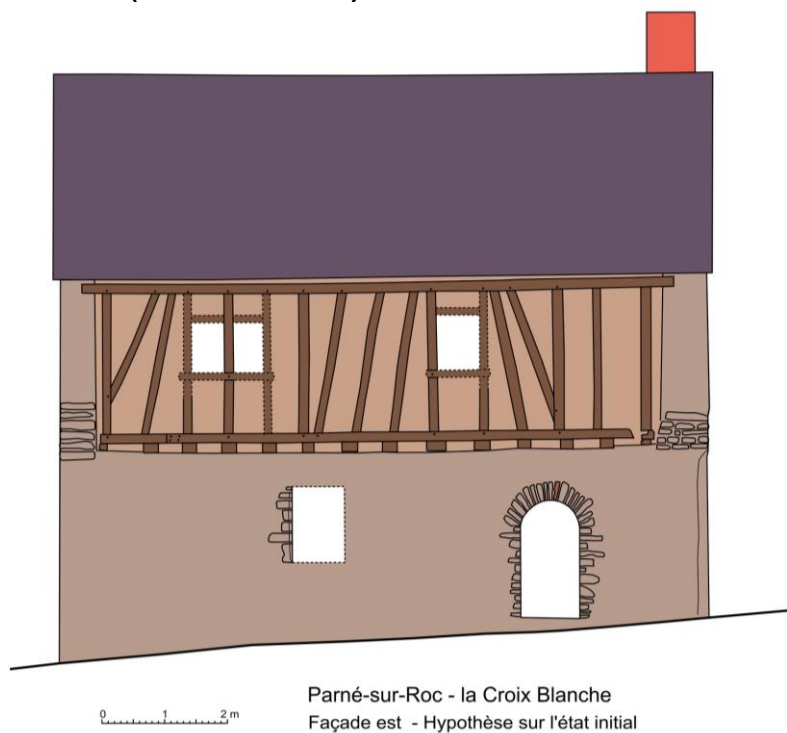 0 1 2 m
Parné-sur-Roc - la Croix Blanche
Façade est - Hypothèse sur l'état initial